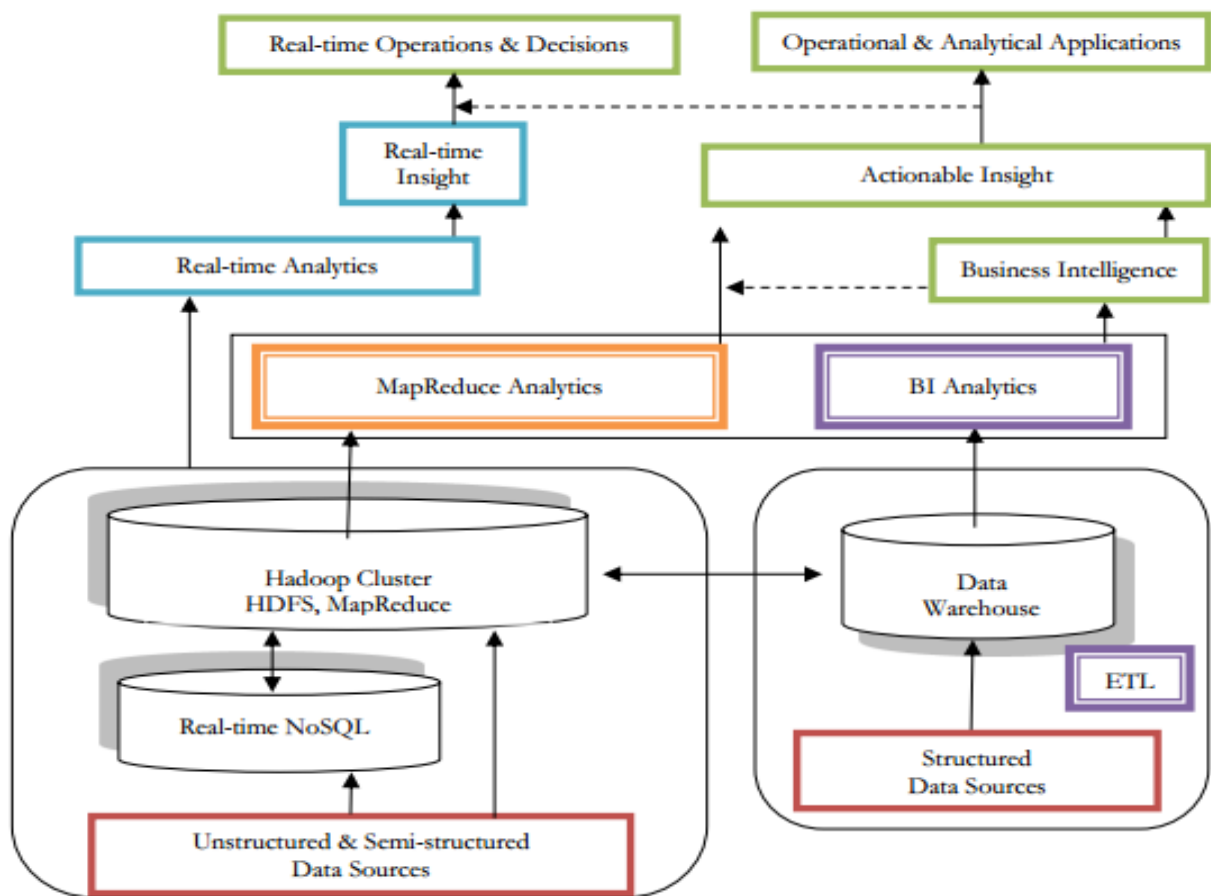 Real-time Operations & Decisions
Operational & Analytical Applications
Real-time
Insight
Actionable Insight
Real-time Analytics
Business Intelligence
MapReduce Analytics
BI Analytics
Hadoop Cluster
HDFS, MapReduce
Data
Warehouse
ETL
Real-time NoSQL
Structured
Data Sources
Unstructured & Semi-structured
Data Sources